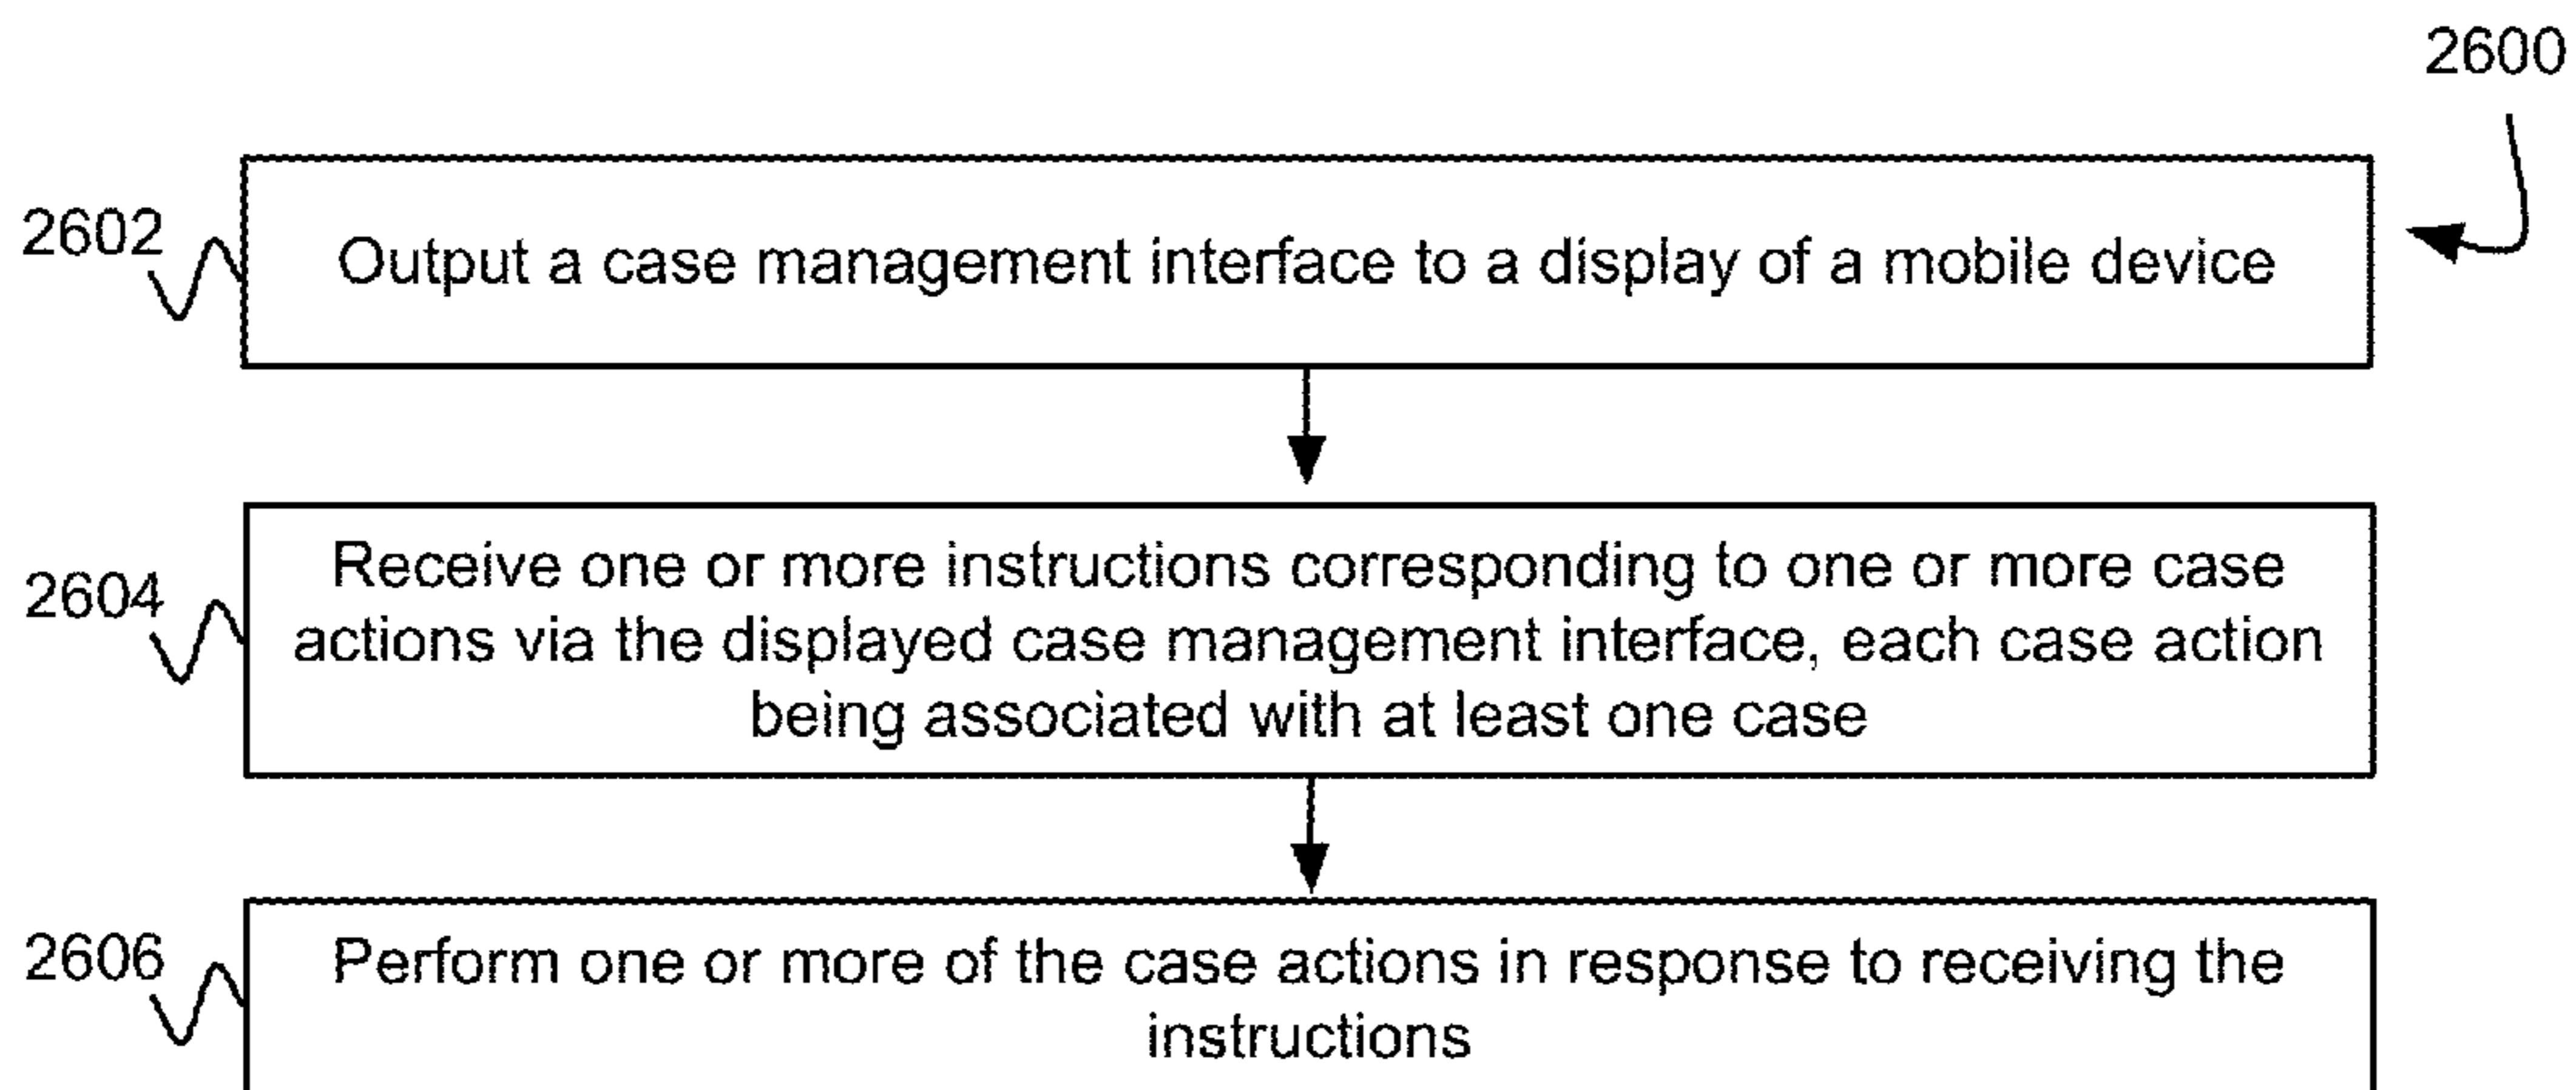 2600
2602
Output a case management interface to a display of a mobile device
2604
Receive one or more instructions corresponding to one or more case
actions via the displayed case management interface, each case action
being associated with at least one case
2606
Perform one or more of the case actions in response to receiving the
instructions